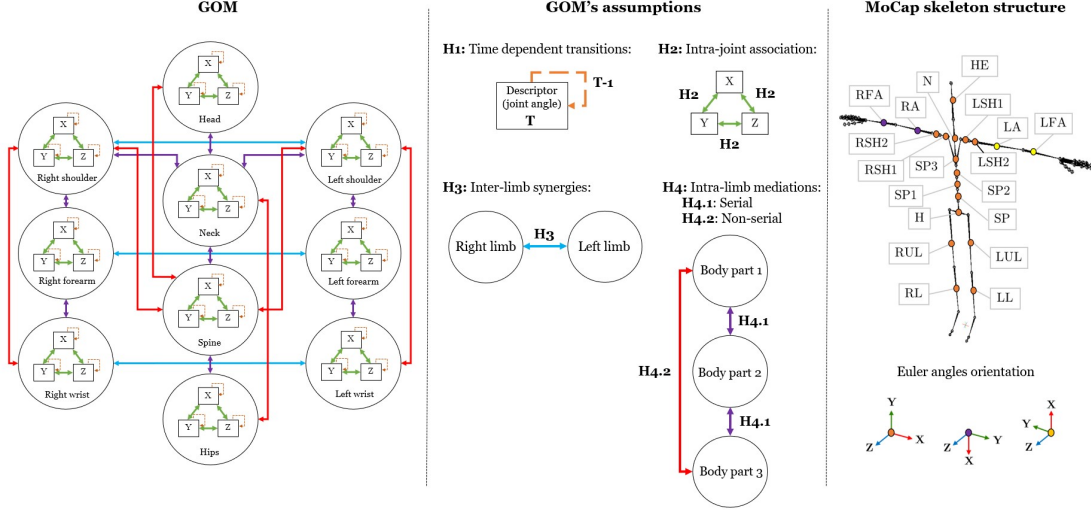 GOM
X
Y
Z
Head
X
Y
Z
Right shoulder
X
Y
Z
Left shoulder
X
Y
Z
Neck
X
Y
Z
Right forearm
X
Y
Z
Left forearm
X
Y
Z
Spine
X
Y
Z
Right wrist
X
Y
Z
Left wrist
X
Y
Z
Hips
GOM's assumptions
H1: Time dependent transitions:
Descriptor
(joint angle)
T
T-1
H2: Intra-joint association:
X
Y
Z
H2
H2
H2
H3: Inter-limb synergies:
Right limb
H3
Left limb
H4: Intra-limb mediations:
H4.1: Serial
H4.2: Non-serial
Body part 1
H4.1
H4.2
Body part 2
H4.1
Body part 3
MoCap skeleton structure
HE
N
RFA
RA
LSH1
LA
LFA
RSH2
RSH1
SP3
LSH2
SP1
SP2
H
SP
RUL
LUL
RL
LL
Euler angles orientation
Y
X
Z
Y
X
Z
X
Y
Z